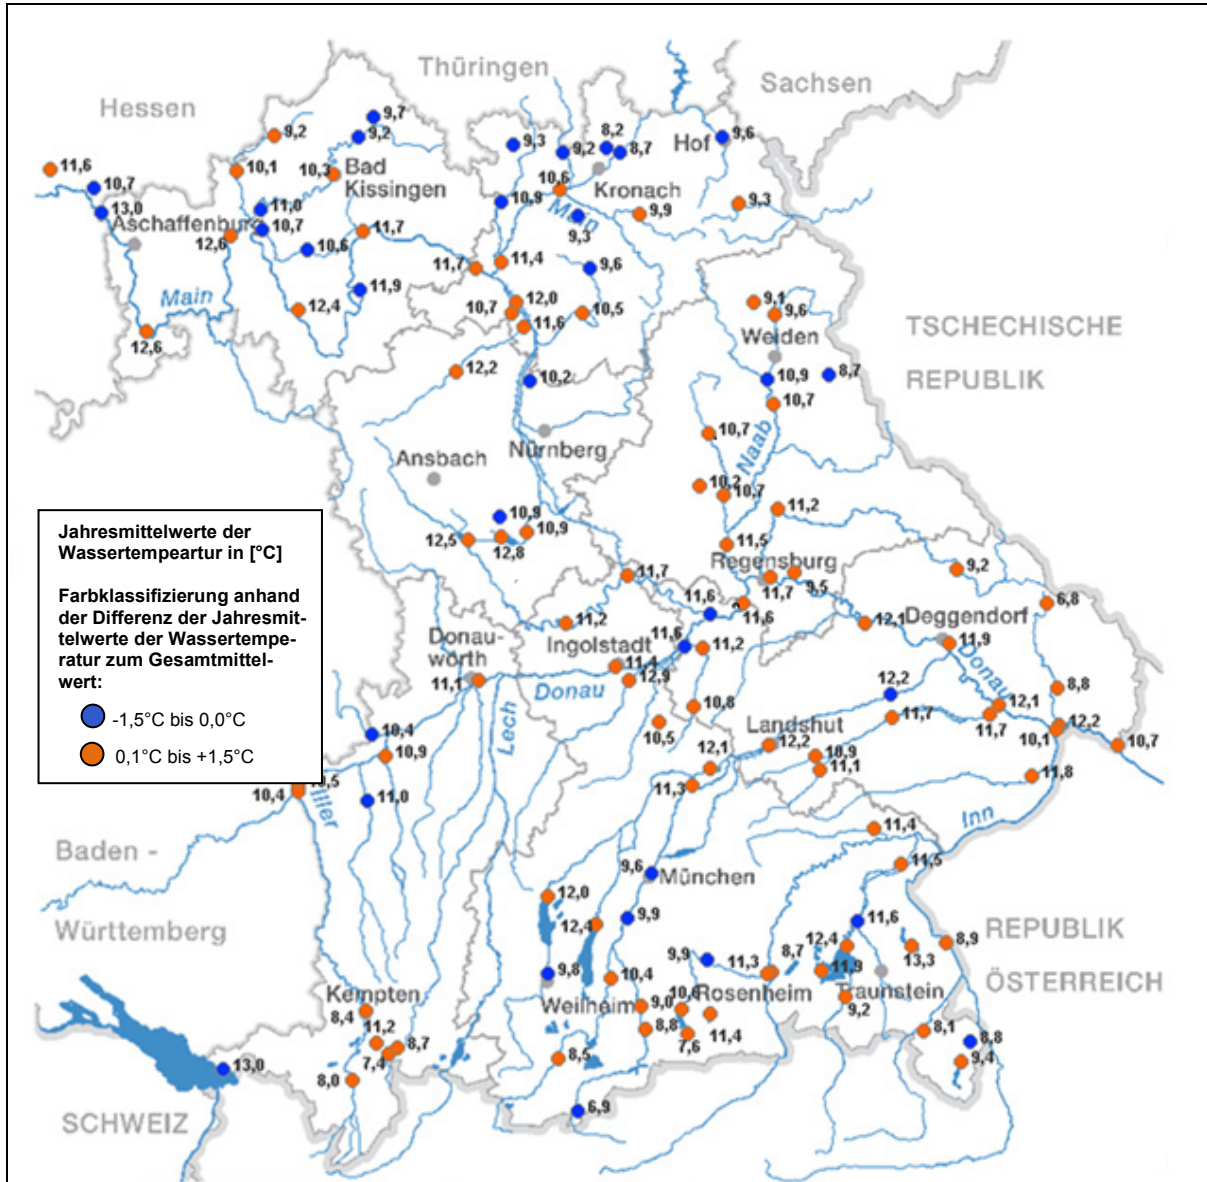 Thüringen
Sachsen
Hessen
9,7
9,2
9,2
9,3
9,2
8,2
8,7
Hof
9,6
11,6
10,7
10,1
10,3
Bad
Kissingen
10,6
Kronach
13,0
Aschaffenburg
11,0
10,7
10,9
Main
9,3
9,9
9,3
12,6
10,6
11,7
11,7
11,4
9,6
Main
12,6
12,4
11,9
10,7
12,0
11,6
10,5
9,1
9,6
Weiden
TSCHECHISCHE
REPUBLIK
12,2
10,2
10,9
8,7
10,7
Nürnberg
Ansbach
10,7
Naab
10,2
10,7
11,2
10,9
10,9
12,5
12,8
11,5
Regensburg
11,7
9,5
9,2
6,8
11,7
11,6
11,6
11,2
Ingolstadt
11,6
11,2
12,1
Deggendorf
11,9
Donau
Jahresmittelwerte der
Wassertempeartur in [°C]
Farbklassifizierung anhand
der Differenz der Jahresmit-
telwerte der Wassertempe-
ratur zum Gesamtmittel-
wert:
-1,5°C bis 0,0°C
0,1°C bis +1,5°C
Donau-
wörth
11,1
11,4
12,9
Donau
Lech
10,8
10,5
12,2
11,7
12,1
11,7
8,8
12,2
10,1
10,7
10,4
10,9
Landshut
12,2
12,1
10,9
11,1
11,3
11,8
10,4
Iller
11,0
Inn
11,4
11,5
Baden -
Württemberg
9,6
München
12,0
12,4
9,9
11,6
REPUBLIK
ÖSTERREICH
8,9
13,3
12,4
11,9
8,7
11,3
9,9
9,8
10,4
Weilheim
Rosenheim
Traunstein
9,2
9,0
10,6
8,8
7,6
11,4
Kempten
8,4
11,2
8,7
7,4
8,0
8,5
8,1
8,8
9,4
13,0
6,9
SCHWEIZ